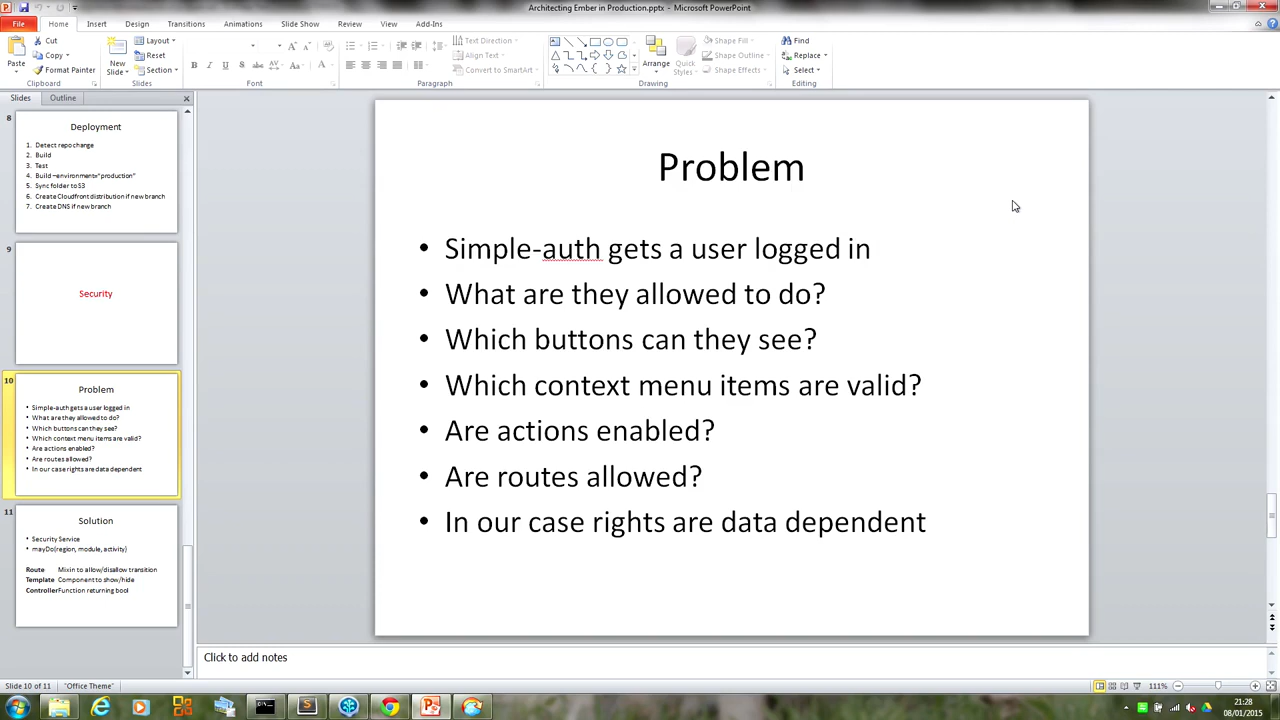 Architecting Ember in Production.pptx - Microsoft PowerPoint
File Home Insert Design Transitions Animations Slide Show Review View Add-Ins
Paste
Cut
Copy
Format Painter
Clipboard
New Slide
Layout
Reset
Section
Slides
Font
Paragraph
Text Direction
Align Text
Convert to SmartArt
Arrange
Quick Styles
Shape Fill
Shape Outline
Shape Effects
Drawing
Find
Replace
Select
Editing
Slides Outline
8
Deployment
1. Detect repo change
2. Build
3. Test
4. Build –environment="production"
5. Sync folder to S3
6. Create Cloudfront distribution if new branch
7. Create DNS if new branch
9
Security
10
Problem
• Simple-auth gets a user logged in
• What are they allowed to do?
• Which buttons can they see?
• Which context menu items are valid?
• Are actions enabled?
• Are routes allowed?
• In our case rights are data dependent
11
Solution
• Security Service
• mayDo(region, module, activity)
Route Mixin to allow/disallow transition
Template Component to show/hide
Controller Function returning bool
Problem
• Simple-auth gets a user logged in
• What are they allowed to do?
• Which buttons can they see?
• Which context menu items are valid?
• Are actions enabled?
• Are routes allowed?
• In our case rights are data dependent
Click to add notes
Slide 10 of 11 "Office Theme" 111%
21:28
08/01/2015